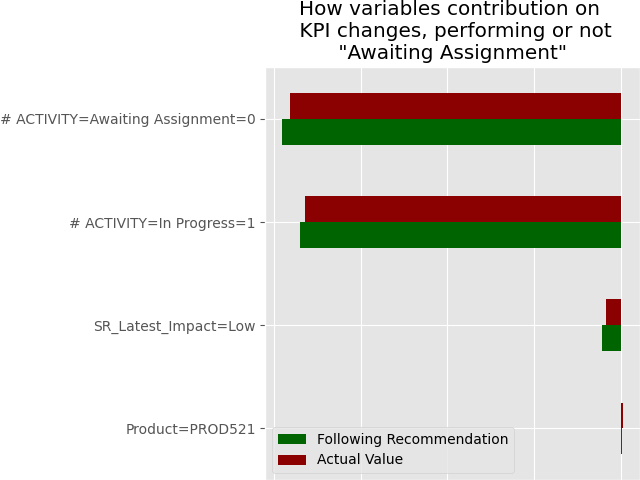 How variables contribution on
KPI changes, performing or not
"Awaiting Assignment"
# ACTIVITY=Awaiting Assignment=0
# ACTIVITY=In Progress=1
SR_Latest_Impact=Low
Product=PROD521
Following Recommendation
Actual Value